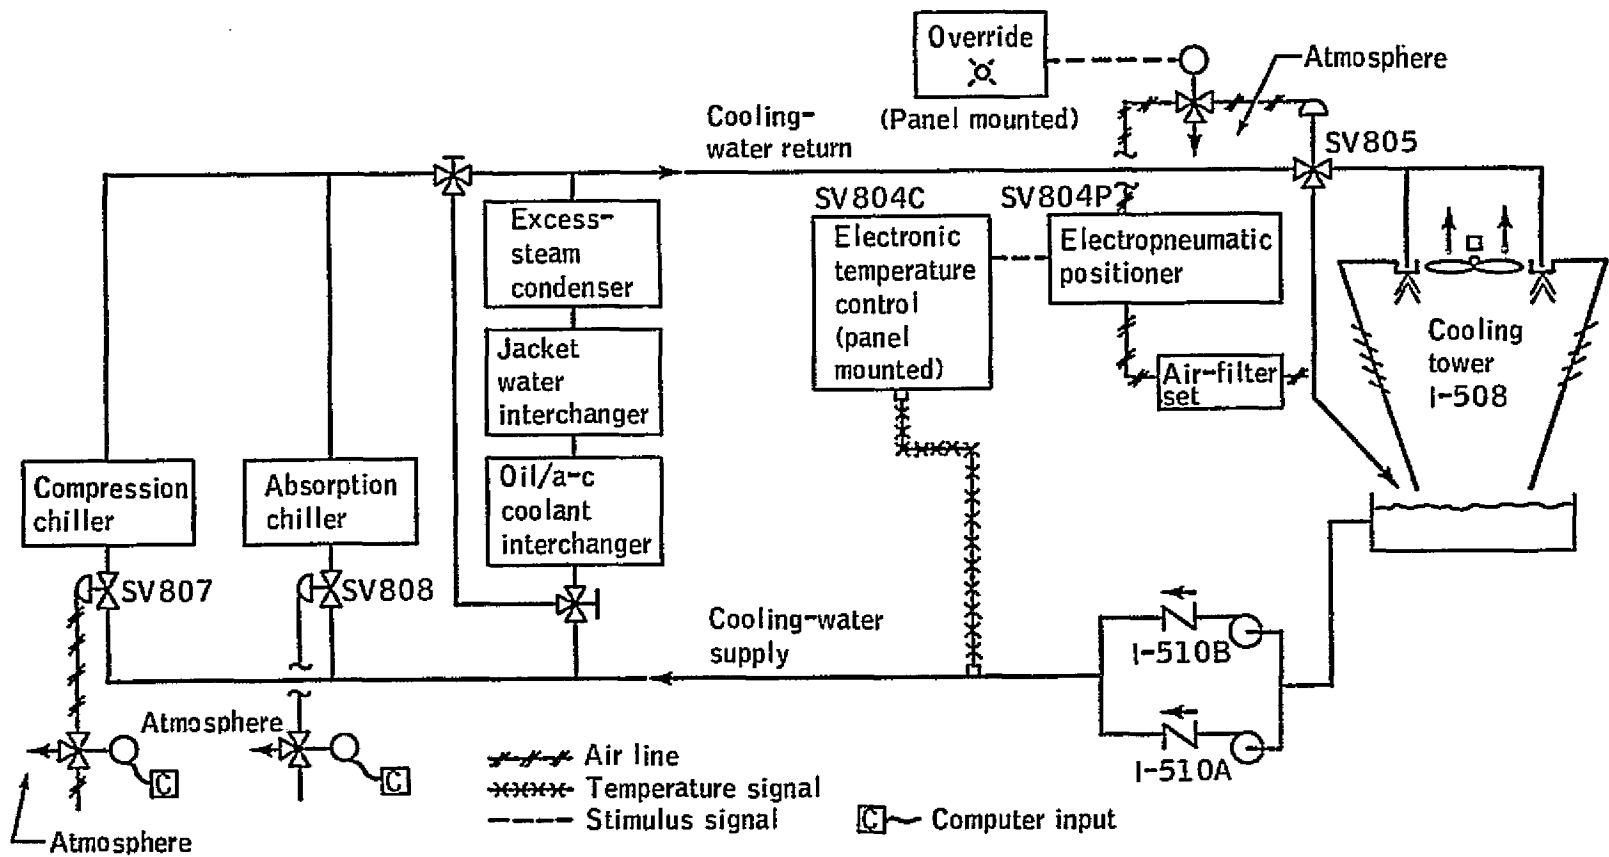 Override
(Panel mounted)
Atmosphere
Cooling-
water return
SV805
SV804C
Electronic
temperature
control
(panel
mounted)
SV804P
Electropneumatic
positioner
Air-filter
set
Excess-
steam
condenser
Jacket
water
interchanger
Oil/a-c
coolant
interchanger
Cooling
tower
I-508
Compression
chiller
Absorption
chiller
SV807
SV808
Cooling-water
supply
I-510B
I-510A
Atmosphere
C
C
Atmosphere
Air line
Temperature signal
Stimulus signal
C Computer input